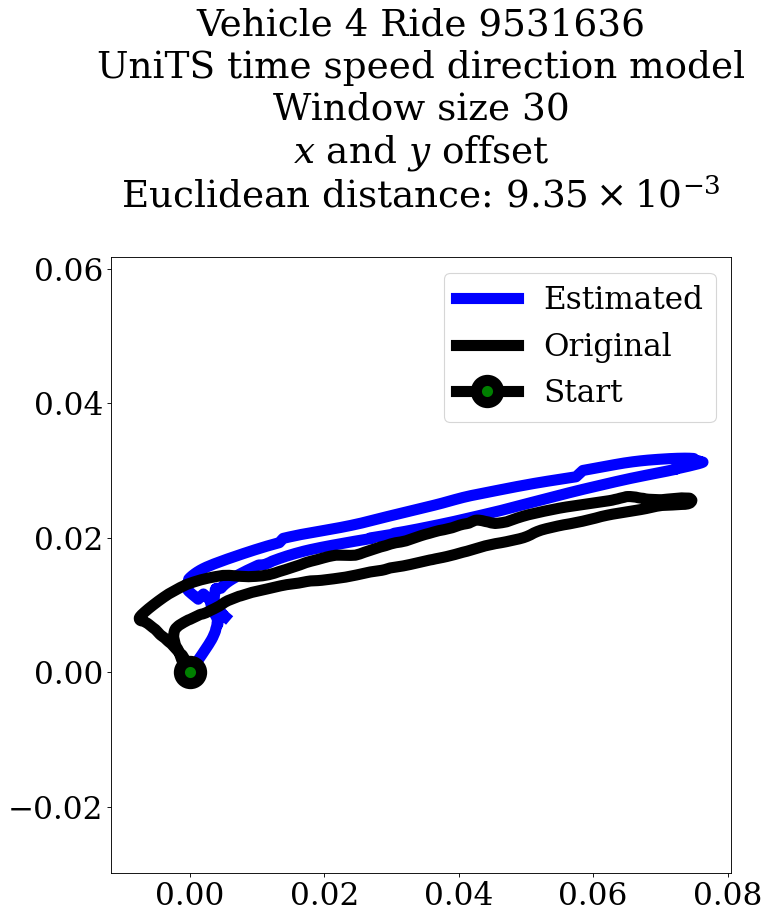 Vehicle 4 Ride 9531636
UniTS time speed direction model
Window size 30
x and y offset
Euclidean distance: 9.35 × 10⁻³
0.06
Estimated
Original
0.04
Start
0.02
0.00
−0.02
0.00 0.02 0.04 0.06 0.08